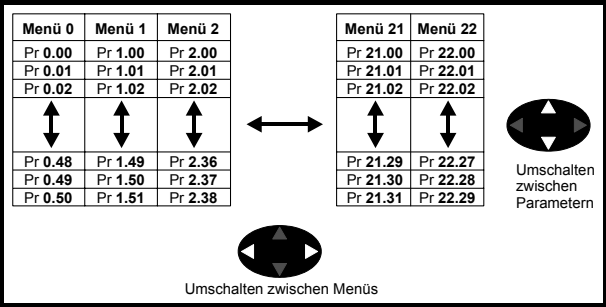 Menü 0 Menü 1 Menü 2 Menü 21 Menü 22
Pr 0.00 Pr 1.00 Pr 2.00 Pr 21.00 Pr 22.00
Pr 0.01 Pr 1.01 Pr 2.01 Pr 21.01 Pr 22.01
Pr 0.02 Pr 1.02 Pr 2.02 Pr 21.02 Pr 22.02
Pr 0.48 Pr 1.49 Pr 2.36 Pr 21.29 Pr 22.27
Pr 0.49 Pr 1.50 Pr 2.37 Pr 21.30 Pr 22.28
Pr 0.50 Pr 1.51 Pr 2.38 Pr 21.31 Pr 22.29
Umschalten
zwischen
Parametern
Umschalten zwischen Menüs